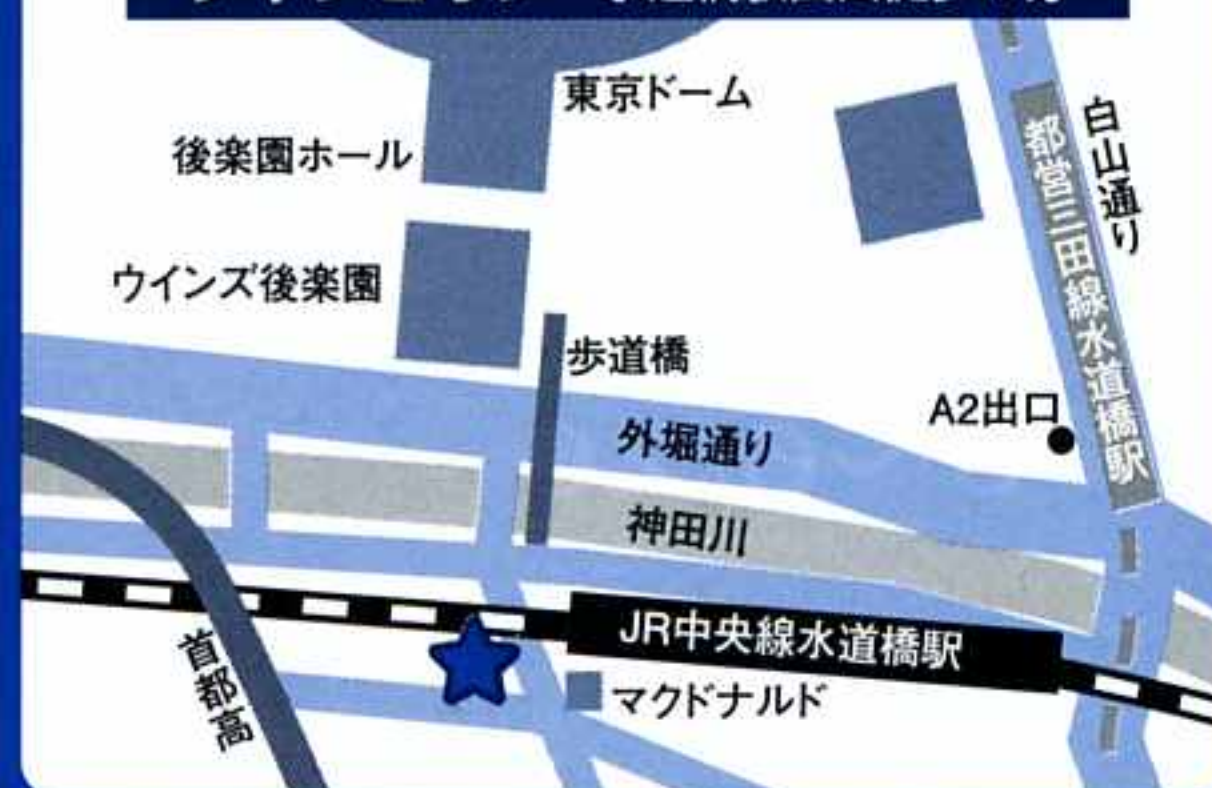 東京ドーム
後楽園ホール
白山通り
都営三田線水道橋駅
ウインズ後楽園
歩道橋
A2出口
外堀通り
神田川
JR中央線水道橋駅
首都高
マクドナルド